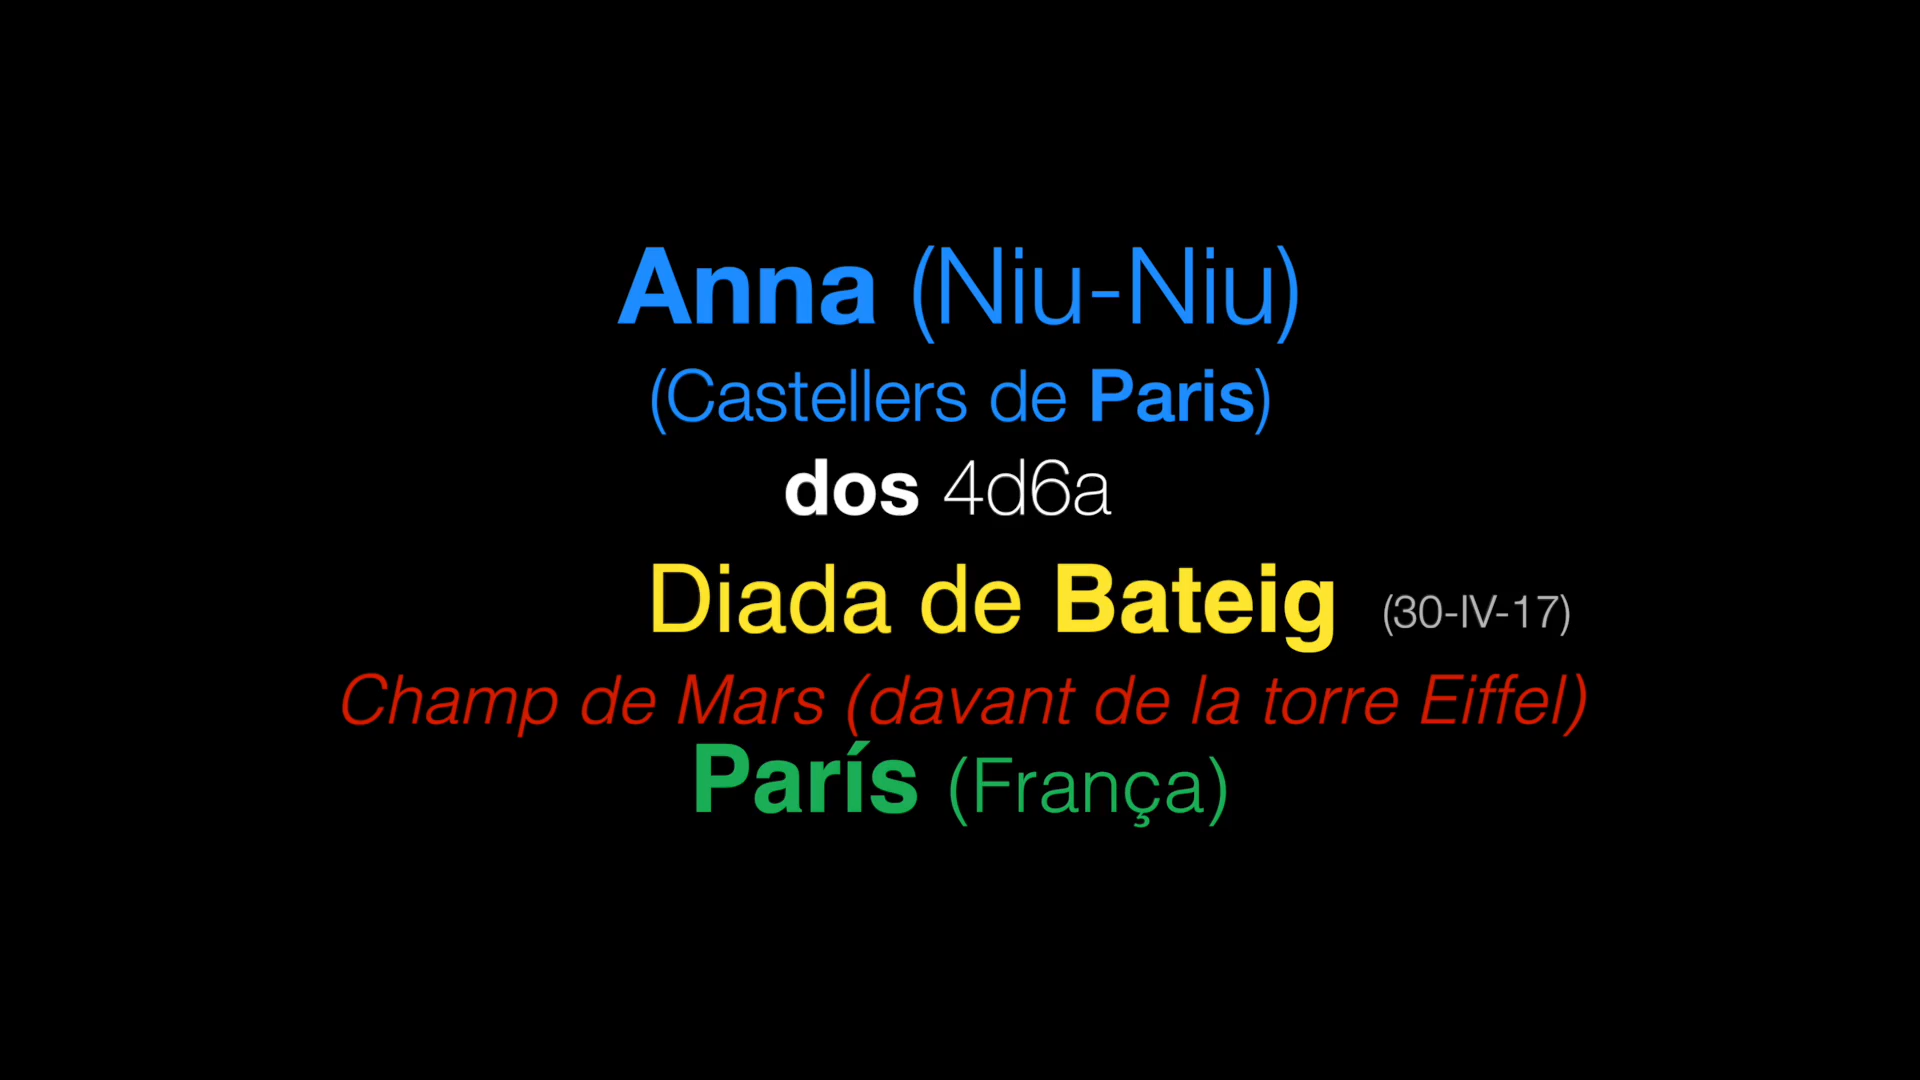 Anna (Niu-Niu)
(Castellers de Paris)
dos 4d6a
Diada de Bateig (30-IV-17)
Champ de Mars (davant de la torre Eiffel)
París (França)